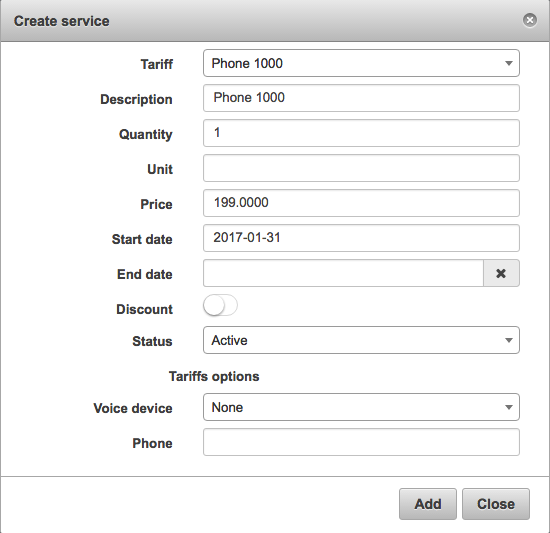 Create service
Tariff Phone 1000
Description Phone 1000
Quantity 1
Unit
Price 199.0000
Start date 2017-01-31
End date
Discount
Status Active
Tariffs options
Voice device None
Phone
Add Close